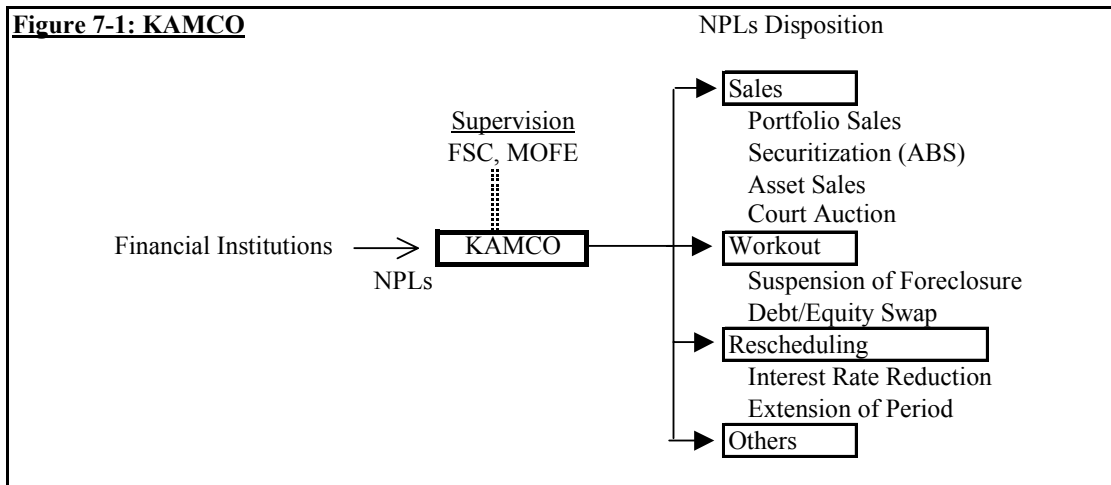 Figure 7-1: KAMCO
NPLs Disposition
Supervision
FSC, MOFE
Financial Institutions
NPLs
KAMCO
Sales
Portfolio Sales
Securitization (ABS)
Asset Sales
Court Auction
Workout
Suspension of Foreclosure
Debt/Equity Swap
Rescheduling
Interest Rate Reduction
Extension of Period
Others